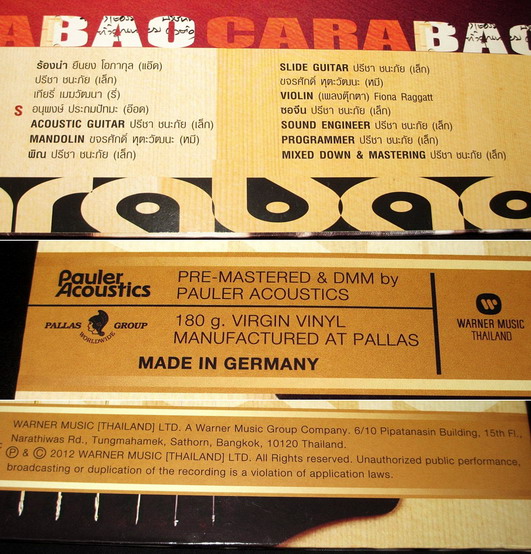 ABAO CARABAO
ร้องนำ ยืนยง โอภากุล (แอ๊ด)
ปรีชา ชนะภัย (เล็ก)
เกียรี่ เมมวัฒนา (รี่)
S อนุพงษ์ ประถมปัทมะ (อ๊อด)
ACOUSTIC GUITAR ปรีชา ชนะภัย (เล็ก)
MANDOLIN ขจรศักดิ์ หุตะวัฒนะ (หมี)
พิณ ปรีชา ชนะภัย (เล็ก)
SLIDE GUITAR ปรีชา ชนะภัย (เล็ก)
ขจรศักดิ์ หุตะวัฒนะ (หมี)
VIOLIN (เพลงตุ๊กตา) Fiona Raggatt
ซอจีน ปรีชา ชนะภัย (เล็ก)
SOUND ENGINEER ปรีชา ชนะภัย (เล็ก)
PROGRAMMER ปรีชา ชนะภัย (เล็ก)
MIXED DOWN & MASTERING ปรีชา ชนะภัย (เล็ก)
arabao
Pauler
Acoustics
PRE-MASTERED & DMM by
PAULER ACOUSTICS
PALLAS GROUP
WORLDWIDE
180 g. VIRGIN VINYL
MANUFACTURED AT PALLAS
MADE IN GERMANY
WARNER MUSIC
THAILAND
WARNER MUSIC [THAILAND] LTD. A Warner Music Group Company. 6/10 Pipatanasin Building, 15th Fl.,
Narathiwas Rd., Tungmahamek, Sathorn, Bangkok, 10120 Thailand.
Ⓟ & © 2012 WARNER MUSIC [THAILAND] LTD. All Rights reserved. Unauthorized public performance,
broadcasting or duplication of the recording is a violation of application laws.